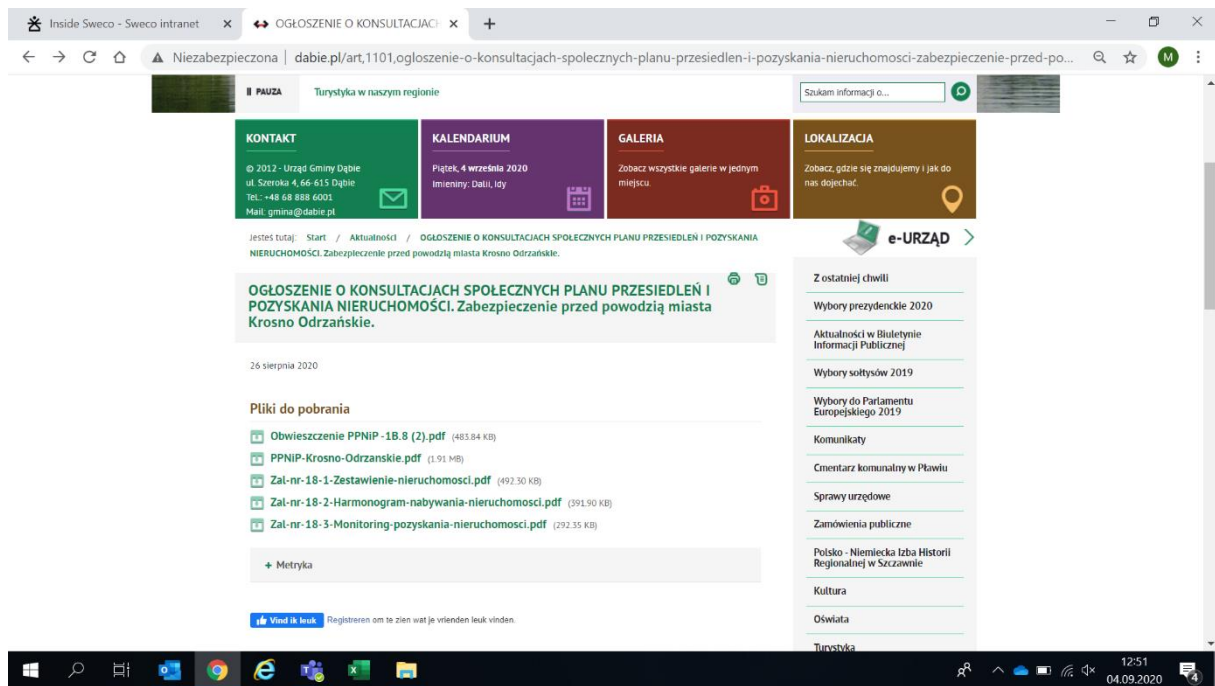 Inside Sweco - Sweco intranet
OGŁOSZENIE O KONSULTACJACH
Niezabezpieczona | dabie.pl/art,1101,ogloszenie-o-konsultacjach-spolecznych-planu-przesiedlen-i-pozyskania-nieruchomosci-zabezpieczenie-przed-po...
M
PAUZA
Turystyka w naszym regionie
Szukam informacji o...
KONTAKT
© 2012 - Urząd Gminy Dąbie
ul. Szeroka 4, 66-615 Dąbie
Tel.: +48 68 888 6001
Mail: gmina@dabie.pl
KALENDARIUM
Piątek, 4 września 2020
Imieniny: Dalii, Idy
GALERIA
Zobacz wszystkie galerie w jednym
miejscu.
LOKALIZACJA
Zobacz, gdzie się znajdujemy i jak do
nas dojechać.
Jesteś tutaj: Start / Aktualności / OGŁOSZENIE O KONSULTACJACH SPOŁECZNYCH PLANU PRZESIEDLEŃ I POZYSKANIA
NIERUCHOMOŚCI. Zabezpieczenie przed powodzią miasta Krosno Odrzańskie.
OGŁOSZENIE O KONSULTACJACH SPOŁECZNYCH PLANU PRZESIEDLEŃ I
POZYSKANIA NIERUCHOMOŚCI. Zabezpieczenie przed powodzią miasta
Krosno Odrzańskie.
26 sierpnia 2020
Pliki do pobrania
Obwieszczenie PPNiP -1B.8 (2).pdf (483.84 KB)
PPNiP-Krosno-Odrzanskie.pdf (1.91 MB)
Zal-nr-18-1-Zestawienie-nieruchomosci.pdf (492.30 KB)
Zal-nr-18-2-Harmonogram-nabywania-nieruchomosci.pdf (391.90 KB)
Zal-nr-18-3-Monitoring-pozyskania-nieruchomosci.pdf (292.35 KB)
+ Metryka
Vind ik leuk Registreren om te zien wat je vrienden leuk vinden.
e-URZĄD
Z ostatniej chwili
Wybory prezydenckie 2020
Aktualności w Biuletynie
Informacji Publicznej
Wybory sołtysów 2019
Wybory do Parlamentu
Europejskiego 2019
Komunikaty
Cmentarz komunalny w Pławiu
Sprawy urzędowe
Zamówienia publiczne
Polsko - Niemiecka Izba Historii
Regionalnej w Szczawnie
Kultura
Oświata
Turystyka
12:51
04.09.2020
4